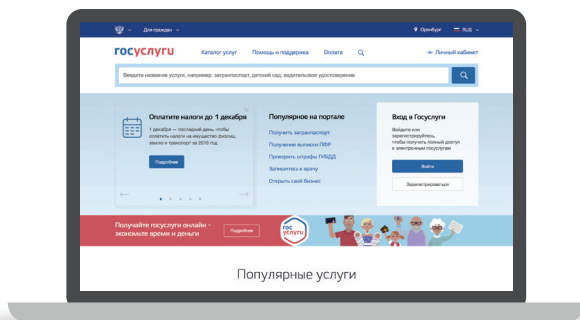 Для граждан
Оренбург
RUS
госуслуги
Каталог услуг
Помощь и поддержка
Оплата
Личный кабинет
Введите название услуги, например: загранпаспорт, детский сад, водительское удостоверение
Оплатите налоги до 1 декабря
1 декабря — последний день, чтобы
оплатить налоги на имущество физлиц,
землю и транспорт за 2018 год
Подробнее
Популярное на портале
Получить загранпаспорт
Получение выписки ПФР
Проверить штрафы ГИБДД
Запишитесь к врачу
Открыть свой бизнес
Вход в Госуслуги
Войдите или
зарегистрируйтесь,
чтобы получить полный доступ
к электронным госуслугам
Войти
Зарегистрироваться
Получайте госуслуги онлайн –
экономьте время и деньги
Подробнее
гос
услуги
Популярные услуги